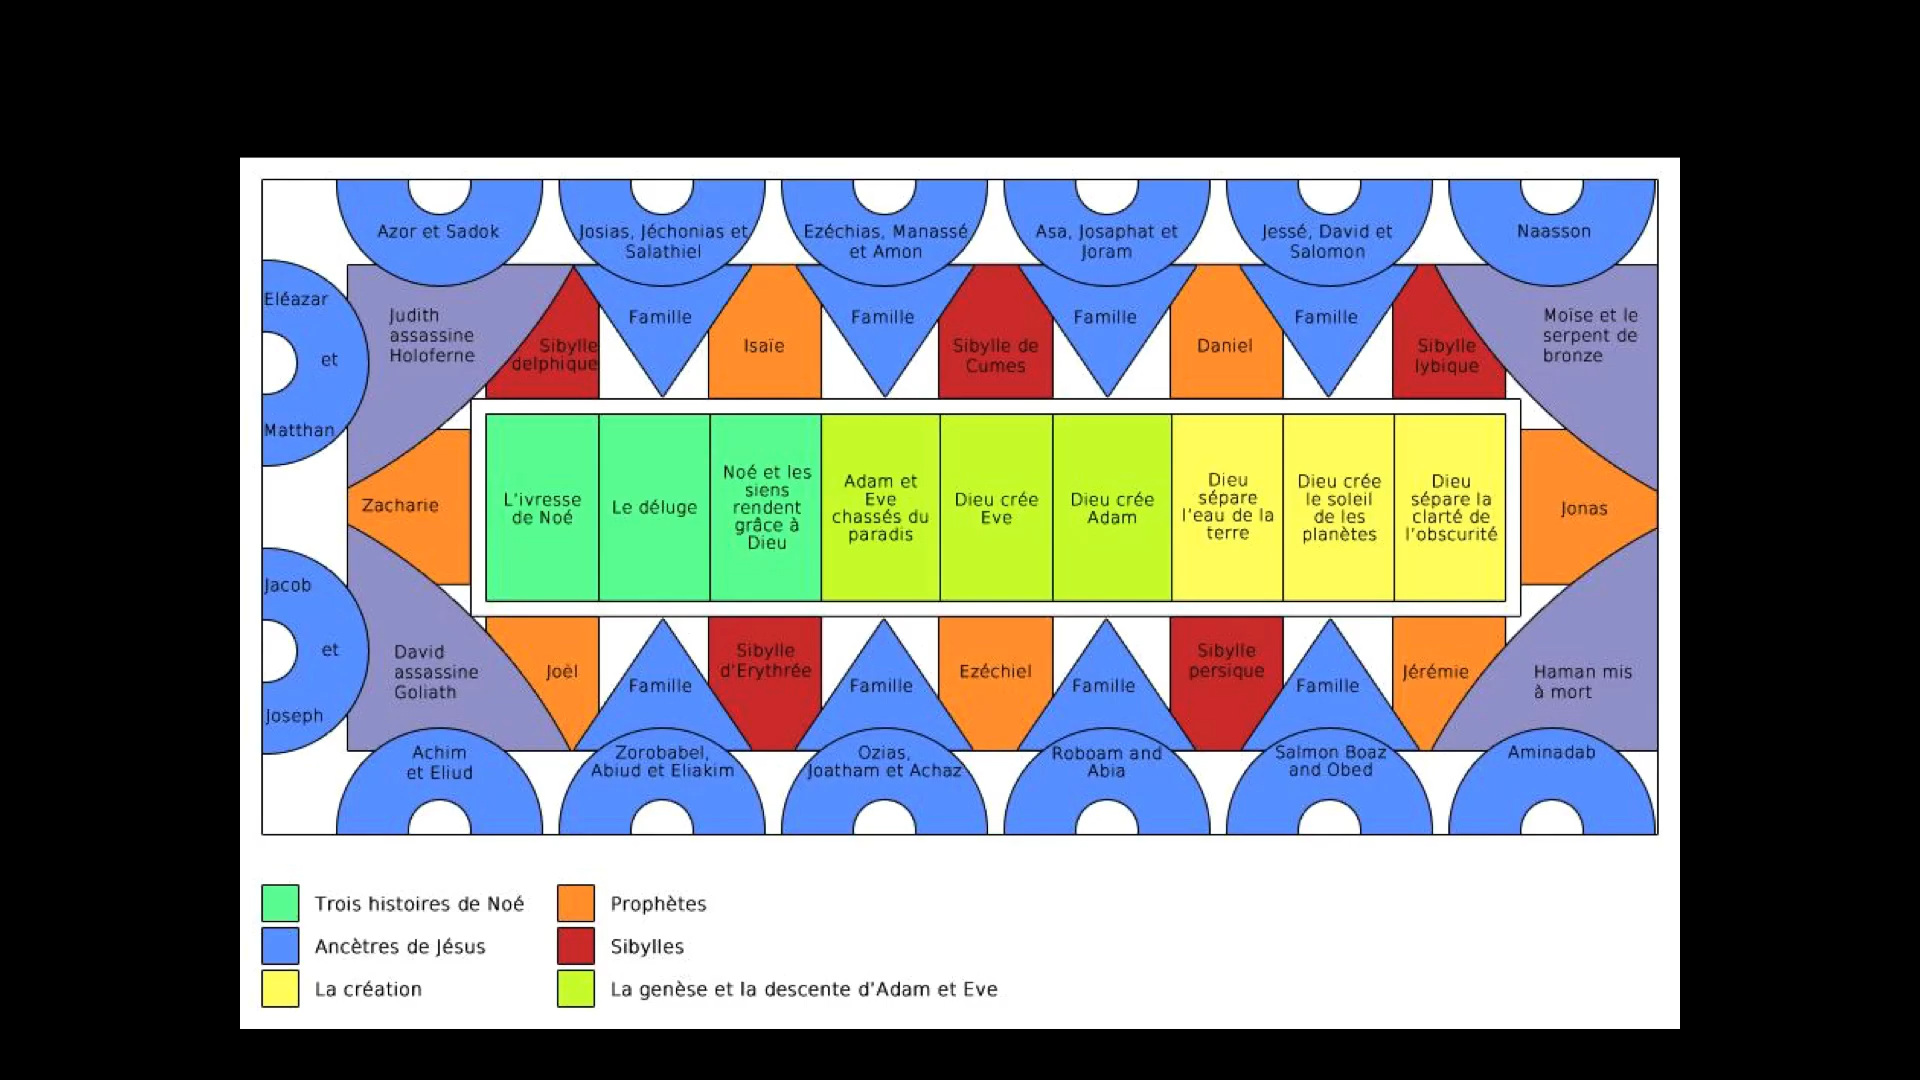 Azor et Sadok
Josias, Jéchonias et
Salathiel
Ezéchias, Manassé
et Amon
Asa, Josaphat et
Joram
Jessé, David et
Salomon
Naasson
Eléazar
et
Matthan
Judith
assassine
Holoferne
Sibylle
delphique
Famille
Isaïe
Famille
Sibylle de
Cumes
Famille
Daniel
Famille
Sibylle
lybique
Moïse et le
serpent de
bronze
Zacharie
L'ivresse
de Noé
Le déluge
Noé et les
siens
rendent
grâce à
Dieu
Adam et
Eve
chassés du
paradis
Dieu crée
Eve
Dieu crée
Adam
Dieu
sépare
l'eau de la
terre
Dieu crée
le soleil
de les
planètes
Dieu
sépare la
clarté de
l'obscurité
Jonas
Jacob
et
Joseph
David
assassine
Goliath
Joèl
Famille
Sibylle
d'Erythrée
Famille
Ezéchiel
Famille
Sibylle
persique
Famille
Jérémie
Haman mis
à mort
Achim
et Eliud
Zorobabel,
Abiud et Eliakim
Ozias,
Joatham et Achaz
Roboam and
Abia
Salmon Boaz
and Obed
Aminadab
Trois histoires de Noé
Prophètes
Ancètres de Jésus
Sibylles
La création
La genèse et la descente d'Adam et Eve